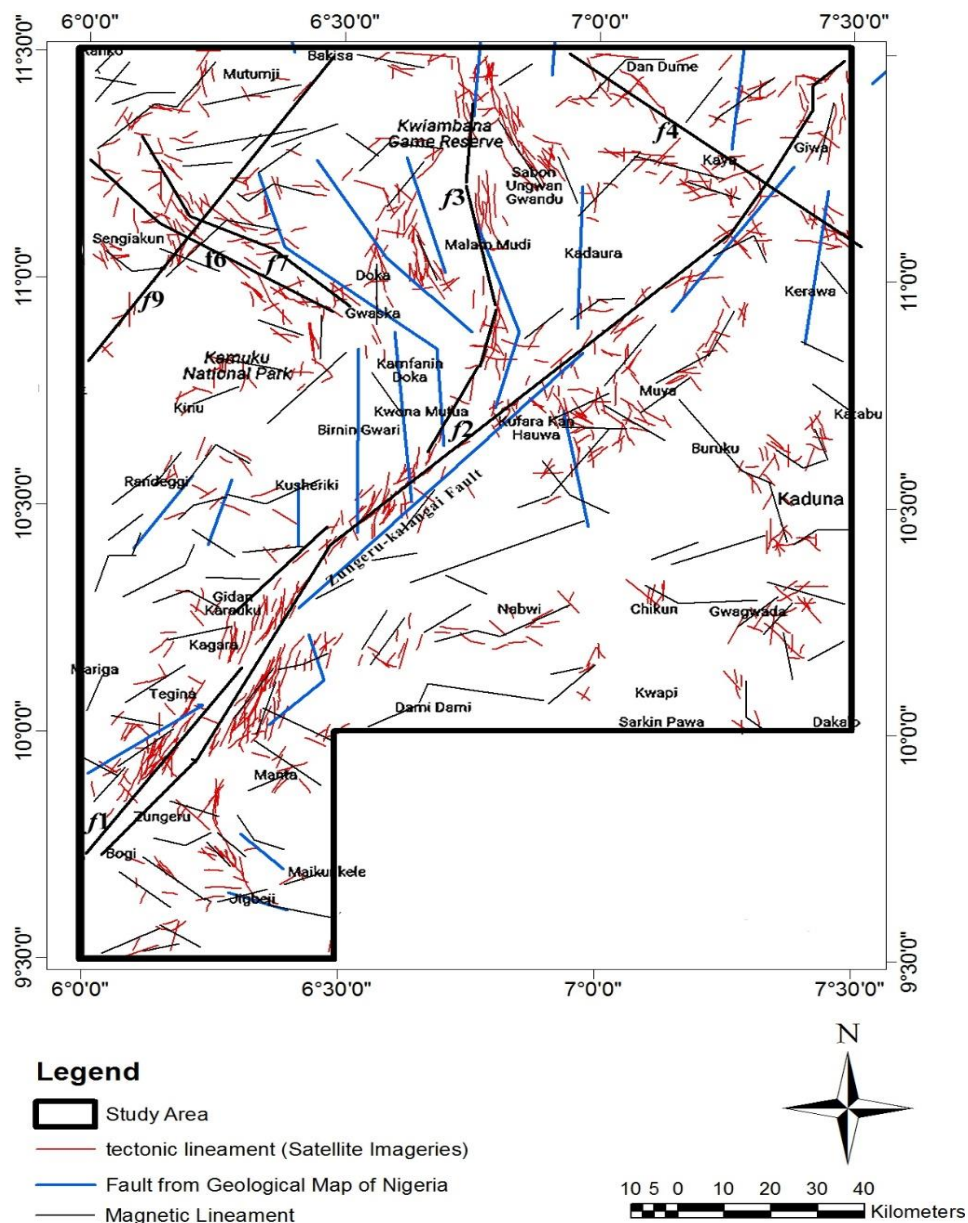 6°0'0" 6°30'0" 7°0'0" 7°30'0"
11°30'0" 11°30'0"
Bakisa
Mutumji
Dan Dume
f4
Kwiambana
Game Reserve
Kaya
Giwa
Sabon
Ungwan
Gwandu
f3
Sengiakun
f6
f7
Malam Mudi
Kadaura
11°0'0" 11°0'0"
Doka
f9
Kerawa
Gwaska
Kamuku
National Park
Kamfanin
Doka
Muya
Kinu
Kwona Mutua
f2
Kufara Kan
Hauwa
Katabu
Birnin Gwari
Buruku
Randeggi
Kusheriki
Kaduna
10°30'0" 10°30'0"
Zungeru-kalangai Fault
Gidan
Karauku
Nabwi
Chikun
Gwagwada
Kagara
Mariga
Tegina
Kwapi
Dami Dami
Sarkin Pawa
10°0'0" 10°0'0"
Manta
f1
Zungeru
Bogi
9°30'0" 9°30'0"
6°0'0" 6°30'0" 7°0'0" 7°30'0"
Legend
Study Area
tectonic lineament (Satellite Imageries)
Fault from Geological Map of Nigeria
Magnetic Lineament
N
10 5 0 10 20 30 40
Kilometers